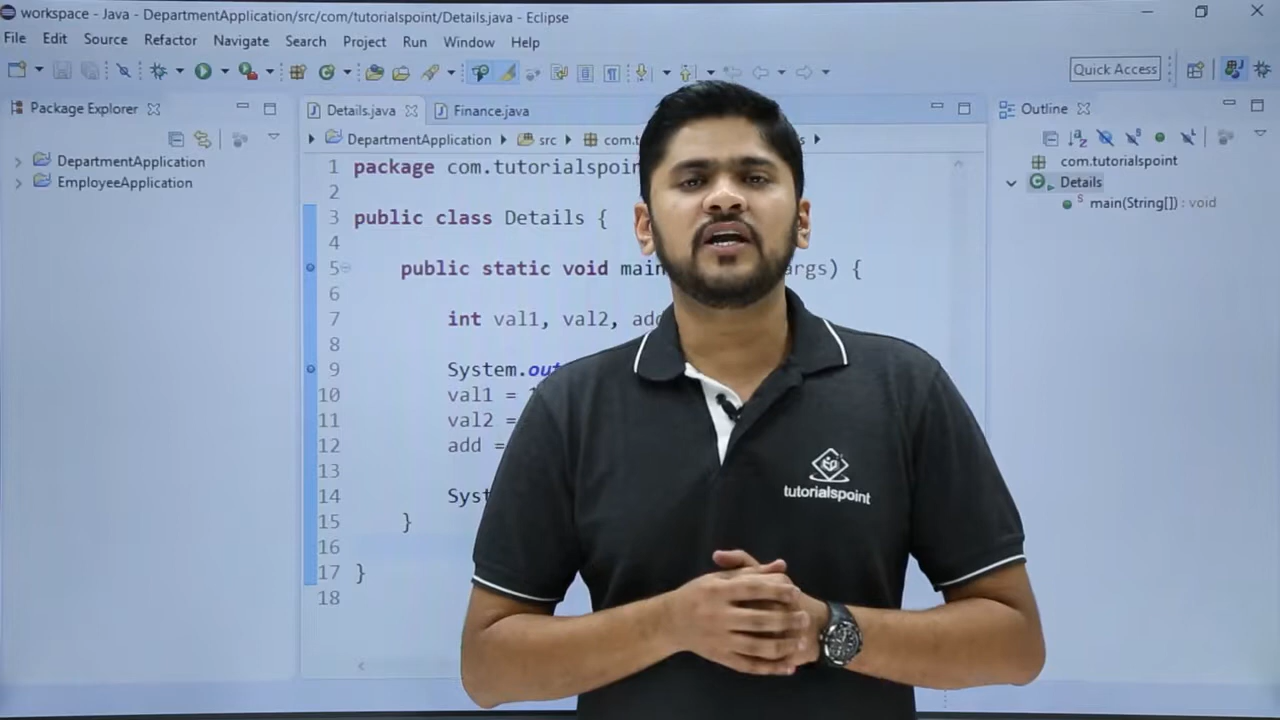 workspace - Java - DepartmentApplication/src/com/tutorialspoint/Details.java - Eclipse
File Edit Source Refactor Navigate Search Project Run Window Help
Quick Access
Package Explorer
DepartmentApplication
EmployeeApplication
Details.java Finance.java
DepartmentApplication src
1 package com.tutorialspoin
2
3 public class Details {
4
5 public static void main args) {
6
7 int val1, val2, add
8
9 System.out
10 val1 =
11 val2 =
12 add =
13
14 Syst
15 }
16
17 }
18
Outline
com.tutorialspoint
Details
main(String[]) : void
tutorialspoint